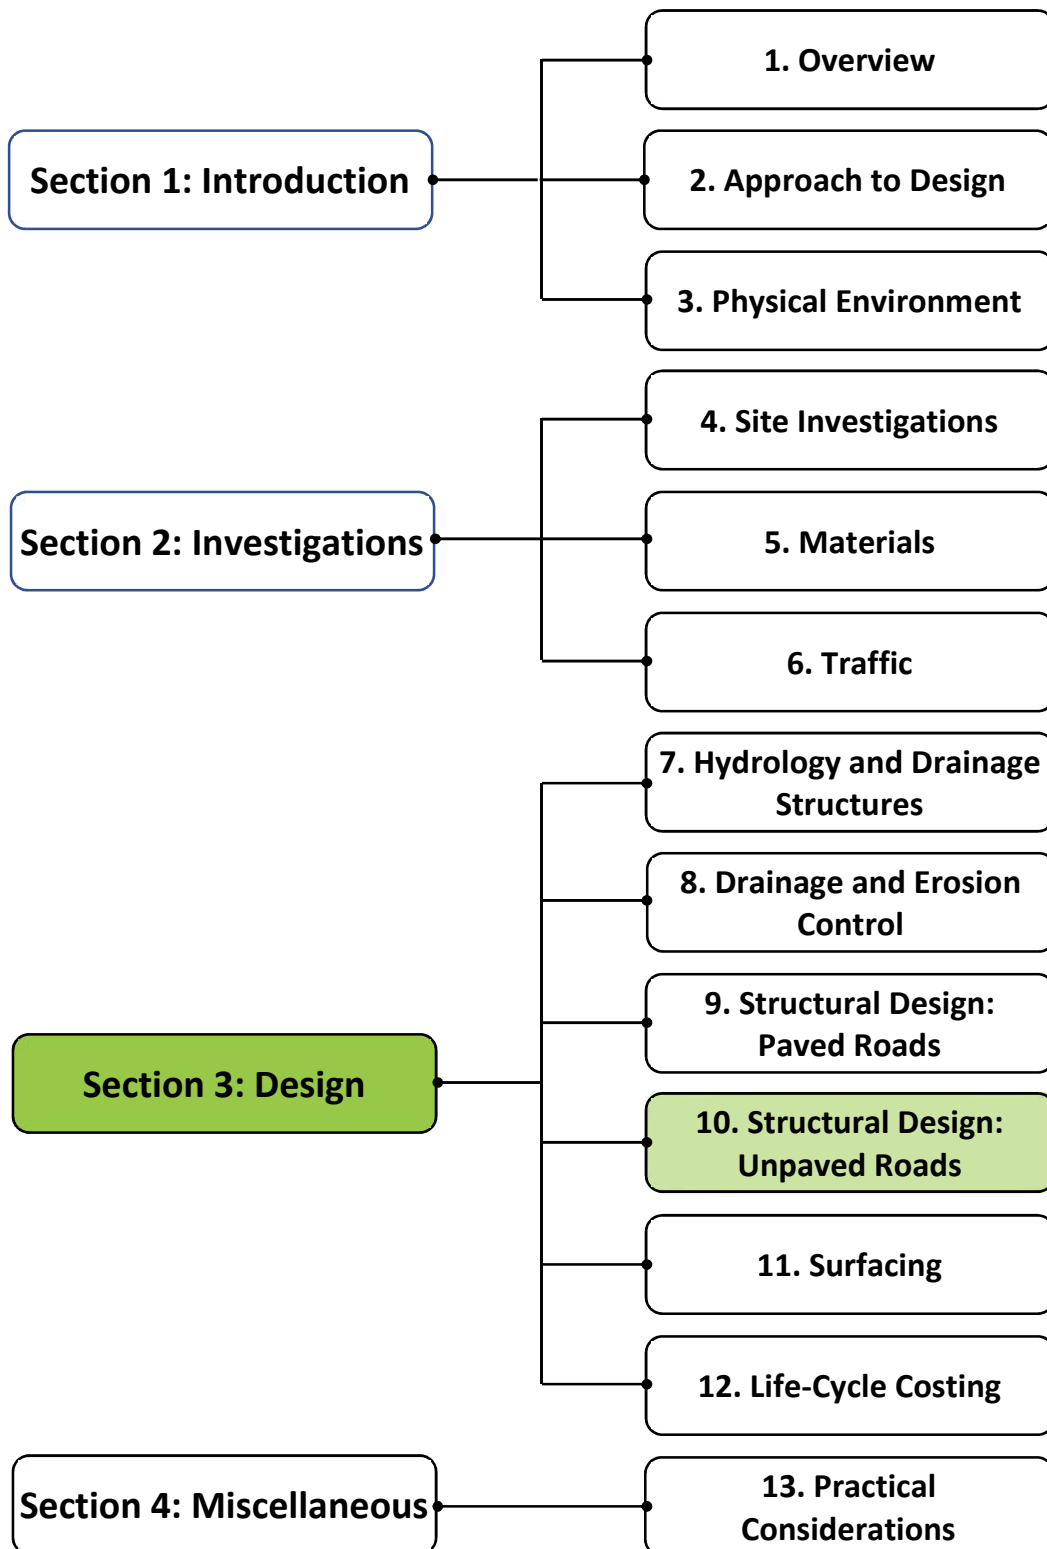 Section 1: Introduction
1. Overview
2. Approach to Design
3. Physical Environment
Section 2: Investigations
4. Site Investigations
5. Materials
6. Traffic
Section 3: Design
7. Hydrology and Drainage
Structures
8. Drainage and Erosion
Control
9. Structural Design:
Paved Roads
10. Structural Design:
Unpaved Roads
11. Surfacing
12. Life-Cycle Costing
Section 4: Miscellaneous
13. Practical
Considerations